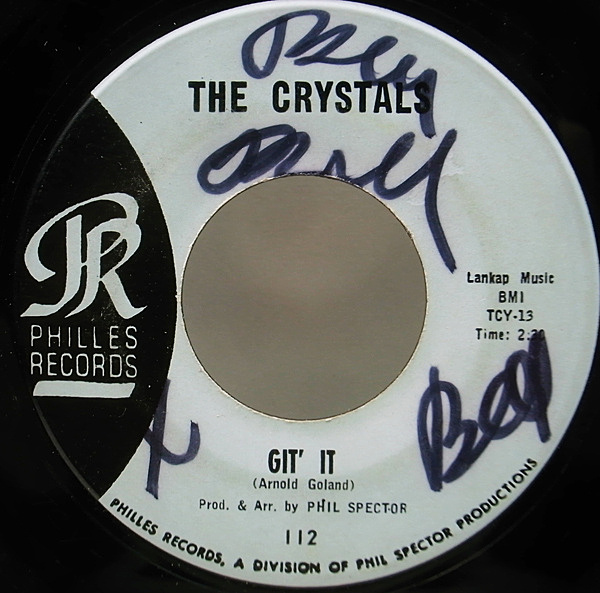 THE CRYSTALS
Lankap Music
BMI
TCY-13
Time:
PR
PHILLES
RECORDS
GIT' IT
(Arnold Goland)
Prod. & Arr. by PHIL SPECTOR
112
PHILLES RECORDS, A DIVISION OF PHIL SPECTOR PRODUCTIONS